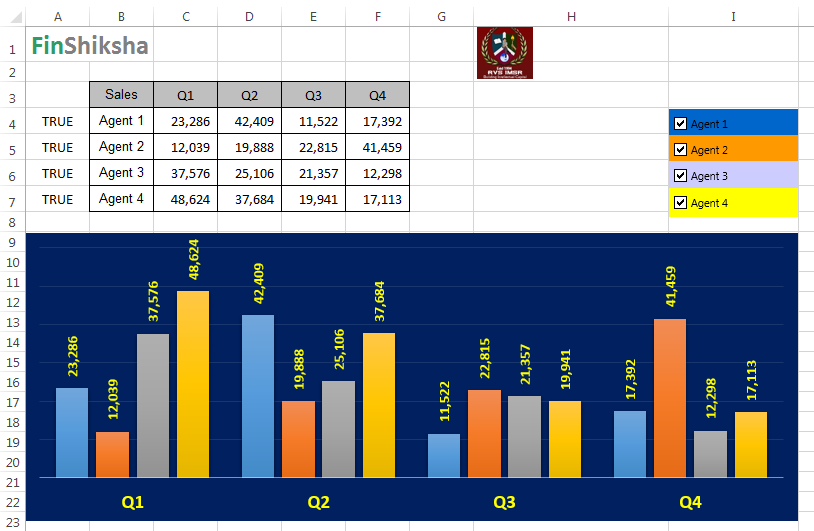 A B C D E F G H I
1 FinShiksha
RVS IMSR
2
3 Sales Q1 Q2 Q3 Q4
4 TRUE Agent 1 23,286 42,409 11,522 17,392 Agent 1
5 TRUE Agent 2 12,039 19,888 22,815 41,459 Agent 2
6 TRUE Agent 3 37,576 25,106 21,357 12,298 Agent 3
7 TRUE Agent 4 48,624 37,684 19,941 17,113 Agent 4
8
9
10
11
12
13
14
15
16
17
18
19
20
21
22
23
23,286 12,039 37,576 48,624 42,409 19,888 25,106 37,684 11,522 22,815 21,357 19,941 17,392 41,459 12,298 17,113
Q1 Q2 Q3 Q4